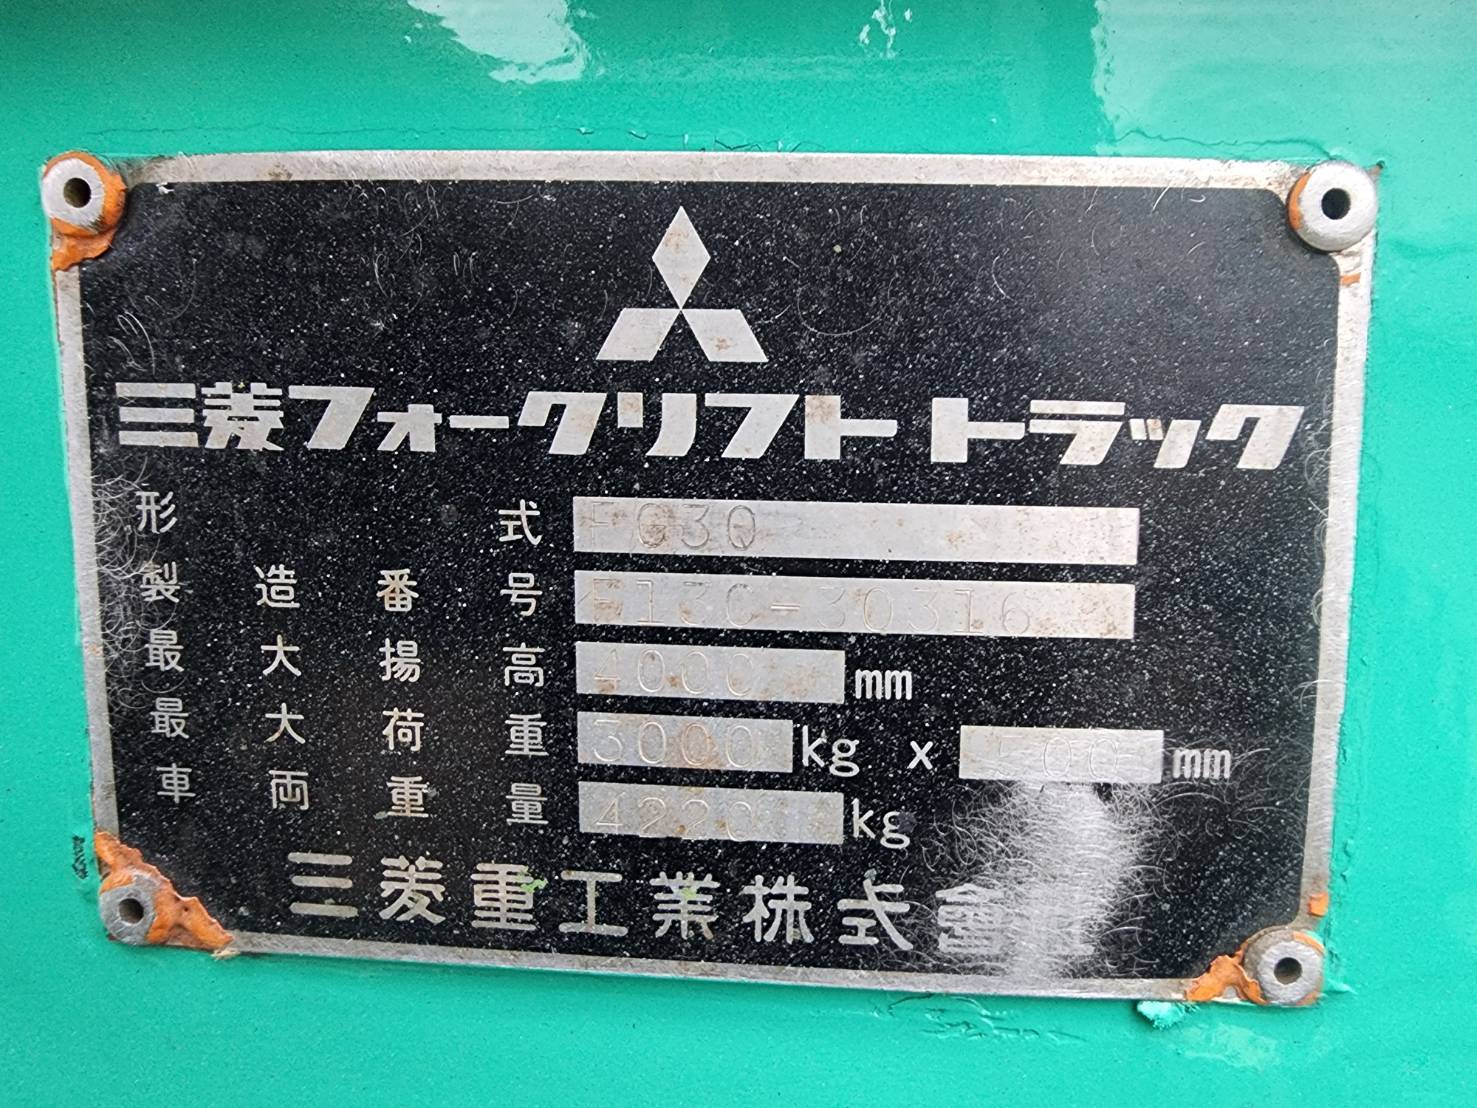 三菱フォークリフト トラック
形式 FG30
製造番号 F13C-30316
最大揚高 4000 mm
最大荷重 3000 kg x 500 mm
車両重量 4220 kg
三菱重工業株式會社